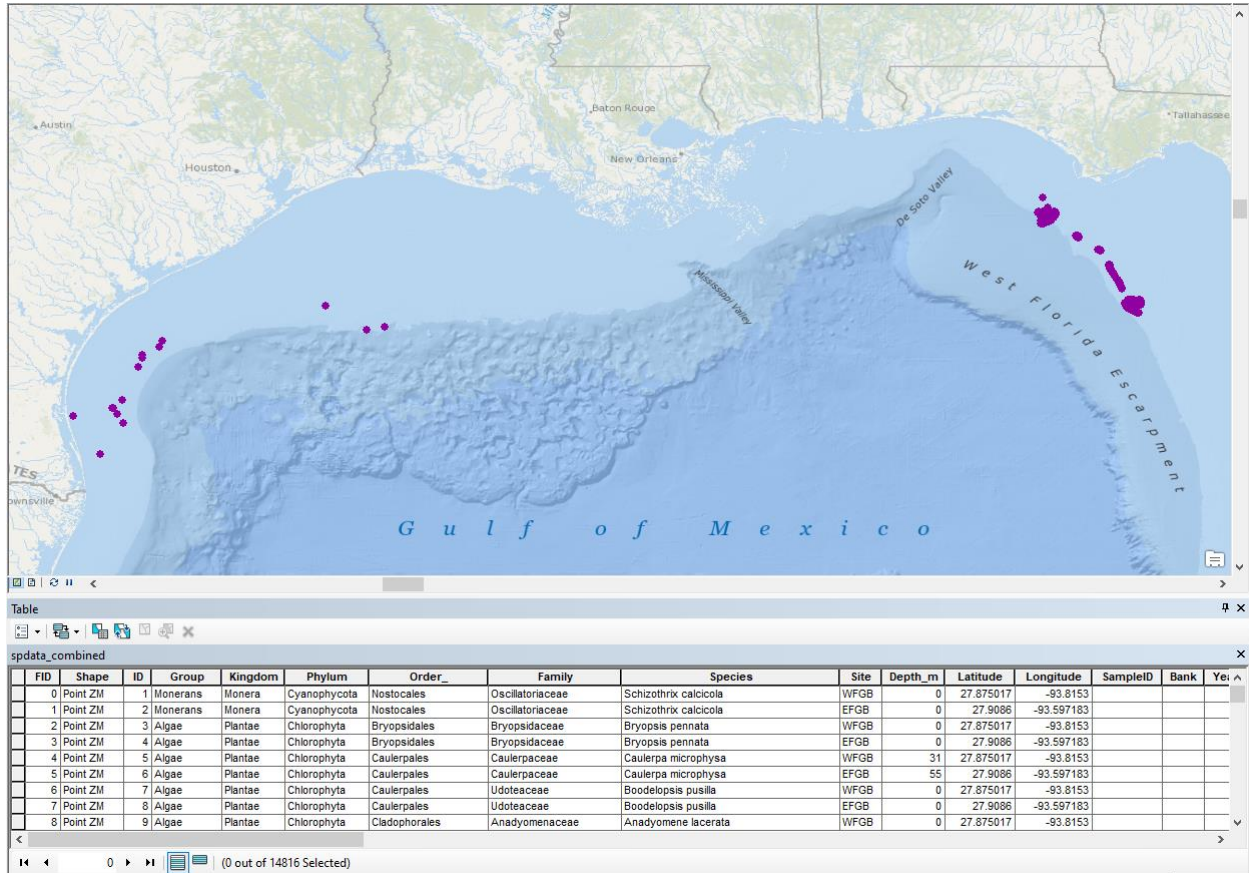 Austin
Houston
Baton Rouge
New Orleans
Tallahassee
De Soto Valley
Mississippi Valley
West Florida Escarpment
TES
ownsville
Gulf of Mexico
Table
spdata_combined
FID Shape ID Group Kingdom Phylum Order_ Family Species Site Depth_m Latitude Longitude SampleID Bank Yea
0 Point ZM 1 Monerans Monera Cyanophycota Nostocales Oscillatoriaceae Schizothrix calcicola WFGB 0 27.875017 -93.8153
1 Point ZM 2 Monerans Monera Cyanophycota Nostocales Oscillatoriaceae Schizothrix calcicola EFGB 0 27.9086 -93.597183
2 Point ZM 3 Algae Plantae Chlorophyta Bryopsidales Bryopsidaceae Bryopsis pennata WFGB 0 27.875017 -93.8153
3 Point ZM 4 Algae Plantae Chlorophyta Bryopsidales Bryopsidaceae Bryopsis pennata EFGB 0 27.9086 -93.597183
4 Point ZM 5 Algae Plantae Chlorophyta Caulerpales Caulerpaceae Caulerpa microphysa WFGB 31 27.875017 -93.8153
5 Point ZM 6 Algae Plantae Chlorophyta Caulerpales Caulerpaceae Caulerpa microphysa EFGB 55 27.9086 -93.597183
6 Point ZM 7 Algae Plantae Chlorophyta Caulerpales Udoteaceae Boodelopsis pusilla WFGB 0 27.875017 -93.8153
7 Point ZM 8 Algae Plantae Chlorophyta Caulerpales Udoteaceae Boodelopsis pusilla EFGB 0 27.9086 -93.597183
8 Point ZM 9 Algae Plantae Chlorophyta Cladophorales Anadyomenaceae Anadyomene lacerata WFGB 0 27.875017 -93.8153
0 (0 out of 14816 Selected)